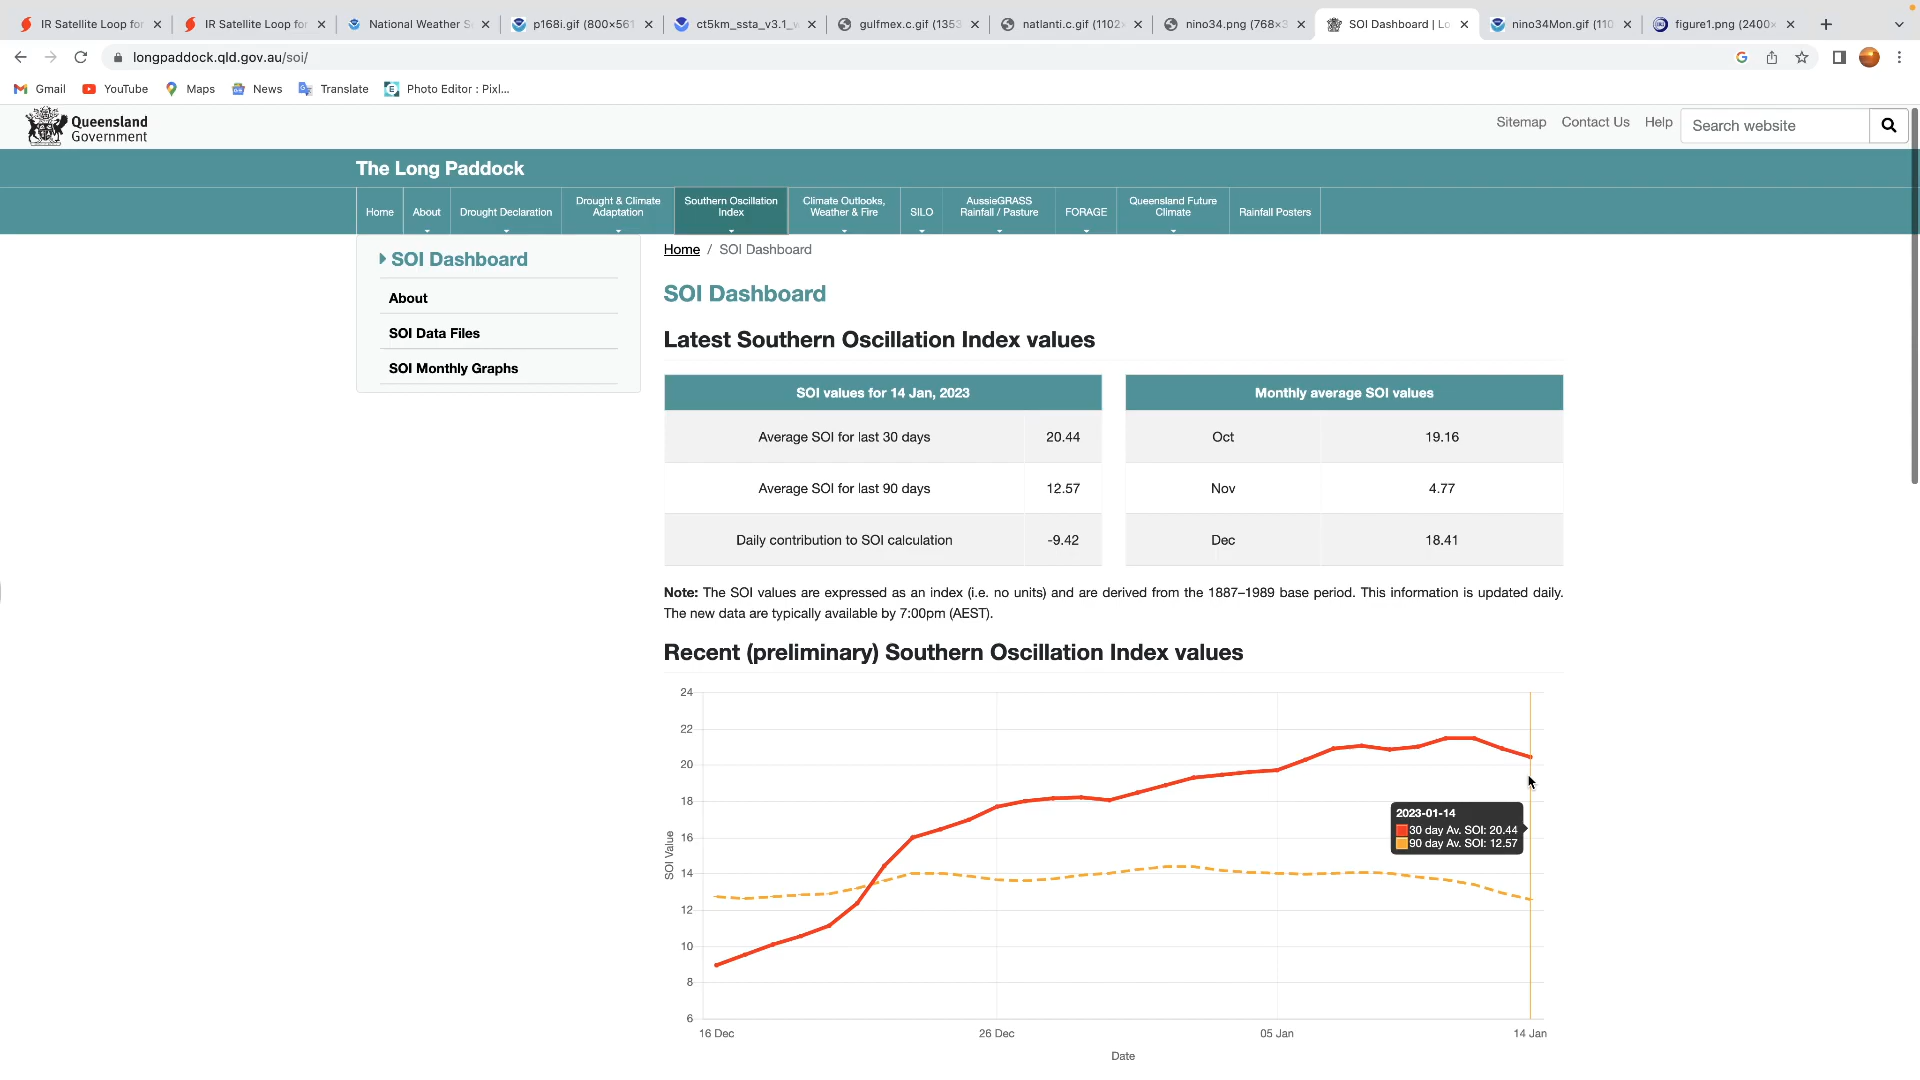 IR Satellite Loop for
IR Satellite Loop for
National Weather Se
p168i.gif (800×561
ct5km_ssta_v3.1_w
gulfmex.c.gif (1353
natlanti.c.gif (1102×
nino34.png (768×3
SOI Dashboard | Lo
nino34Mon.gif (110
figure1.png (2400×
longpaddock.qld.gov.au/soi/
Gmail
YouTube
Maps
News
Translate
Photo Editor : Pixl...
Queensland
Government
Sitemap
Contact Us
Help
Search website
The Long Paddock
Home
About
Drought Declaration
Drought & Climate
Adaptation
Southern Oscillation
Index
Climate Outlooks,
Weather & Fire
SILO
AussieGRASS
Rainfall / Pasture
FORAGE
Queensland Future
Climate
Rainfall Posters
SOI Dashboard
About
SOI Data Files
SOI Monthly Graphs
Home / SOI Dashboard
SOI Dashboard
Latest Southern Oscillation Index values
SOI values for 14 Jan, 2023
Average SOI for last 30 days 20.44
Average SOI for last 90 days 12.57
Daily contribution to SOI calculation -9.42
Monthly average SOI values
Oct 19.16
Nov 4.77
Dec 18.41
Note: The SOI values are expressed as an index (i.e. no units) and are derived from the 1887–1989 base period. This information is updated daily.
The new data are typically available by 7:00pm (AEST).
Recent (preliminary) Southern Oscillation Index values
24
22
20
18
16
14
12
10
8
6
SOI Value
2023-01-14
30 day Av. SOI: 20.44
90 day Av. SOI: 12.57
16 Dec
26 Dec
05 Jan
14 Jan
Date